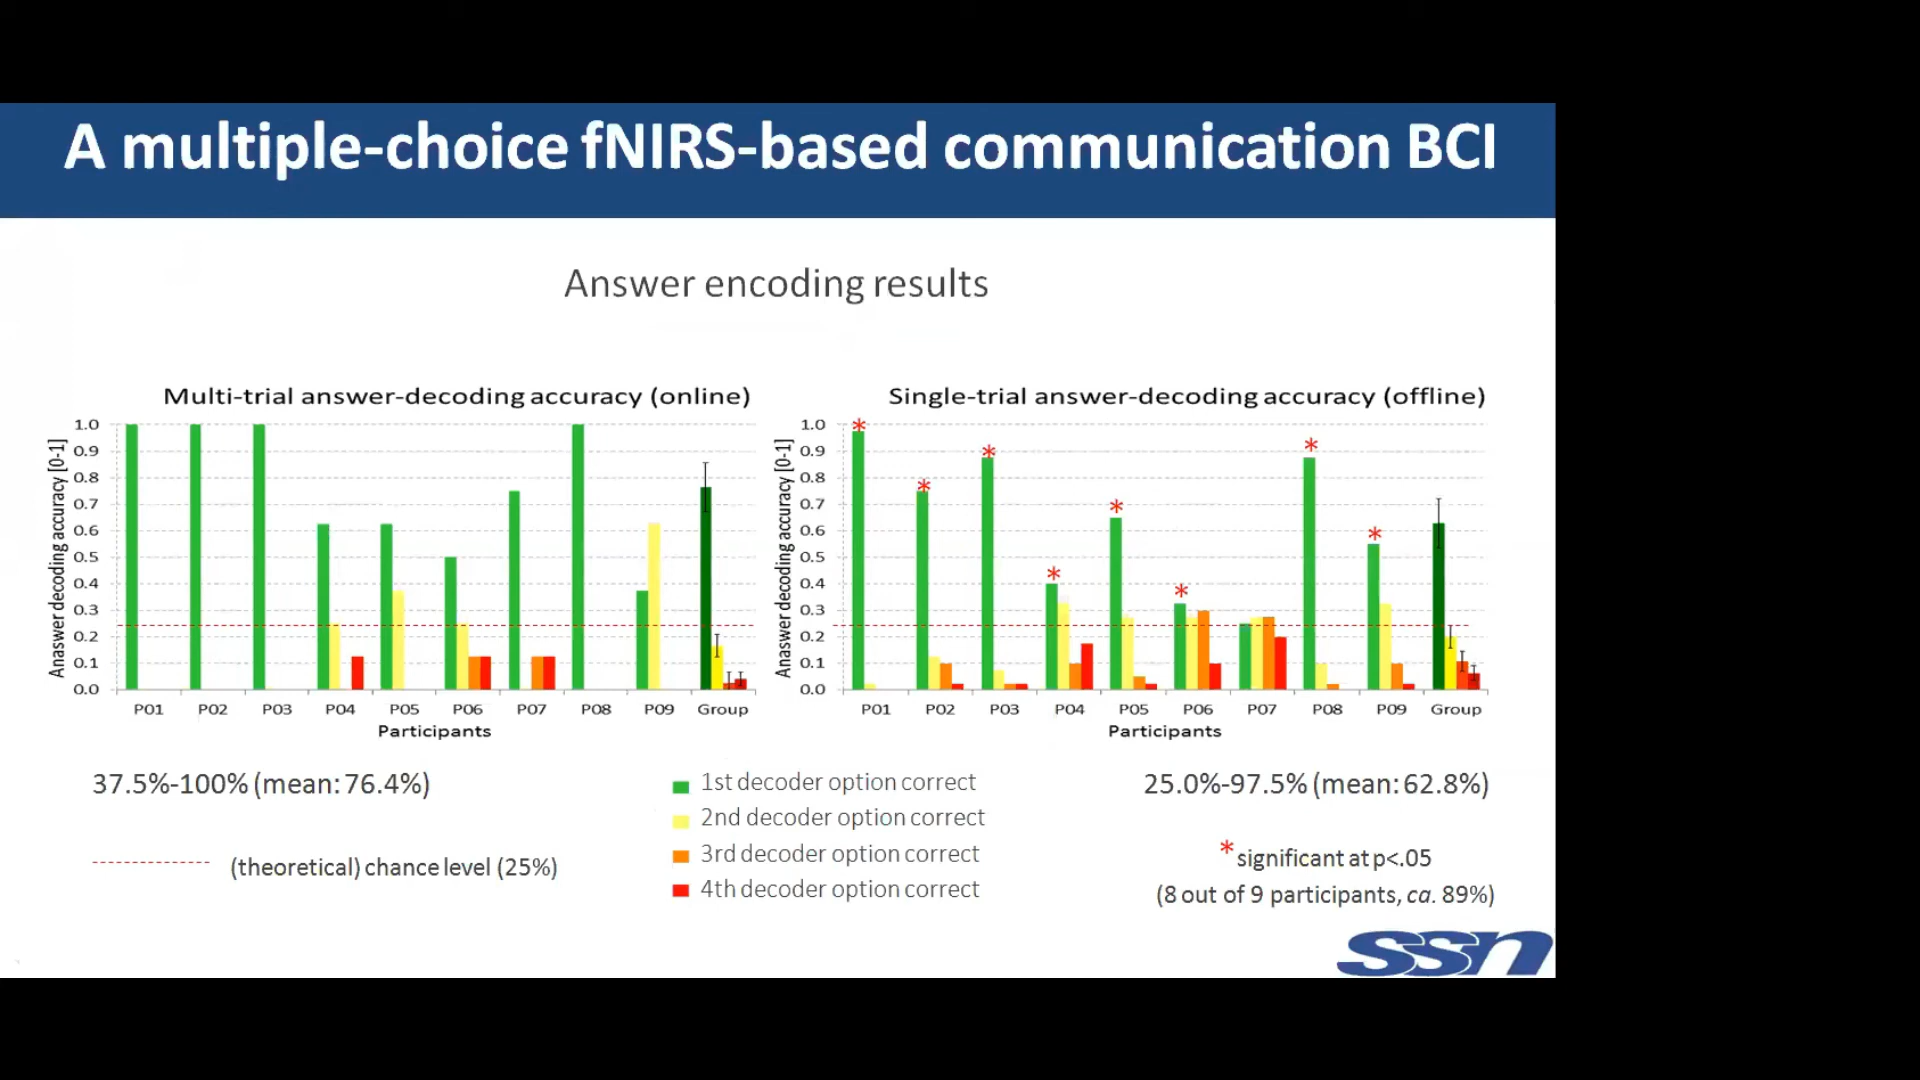 A multiple-choice fNIRS-based communication BCI
Answer encoding results
Multi-trial answer-decoding accuracy (online)
Anaswer decoding accuracy [0-1]
1.0
0.9
0.8
0.7
0.6
0.5
0.4
0.3
0.2
0.1
0.0
P01 P02 P03 P04 P05 P06 P07 P08 P09 Group
Participants
Single-trial answer-decoding accuracy (offline)
Anaswer decoding accuracy [0-1]
1.0
0.9
0.8
0.7
0.6
0.5
0.4
0.3
0.2
0.1
0.0
* * * * * * * *
P01 P02 P03 P04 P05 P06 P07 P08 P09 Group
Participants
37.5%-100% (mean: 76.4%)
(theoretical) chance level (25%)
1st decoder option correct
2nd decoder option correct
3rd decoder option correct
4th decoder option correct
25.0%-97.5% (mean: 62.8%)
*significant at p<.05
(8 out of 9 participants, ca. 89%)
ssn